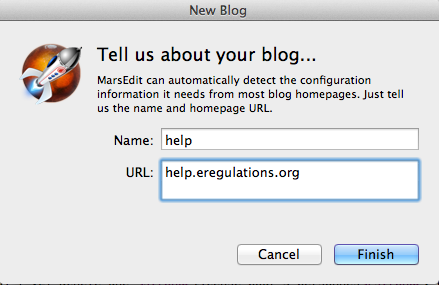 New Blog
Tell us about your blog...
MarsEdit can automatically detect the configuration
information it needs from most blog homepages. Just tell
us the name and homepage URL.
Name: help
URL: help.eregulations.org
Cancel Finish